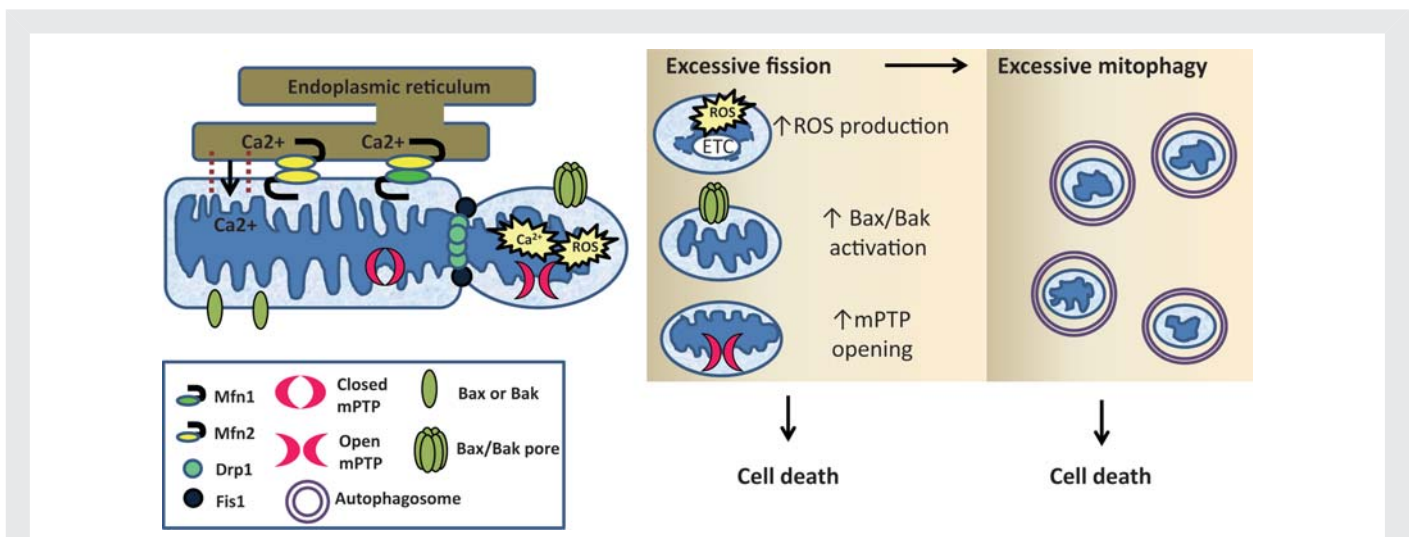 Endoplasmic reticulum
Ca2+ Ca2+
Ca2+
Ca²⁺
ROS
Mfn1
Mfn2
Drp1
Fis1
Closed
mPTP
Open
mPTP
Autophagosome
Bax or Bak
Bax/Bak pore
Excessive fission
Excessive mitophagy
ROS
ETC
↑ROS production
↑ Bax/Bak
activation
↑mPTP
opening
Cell death
Cell death